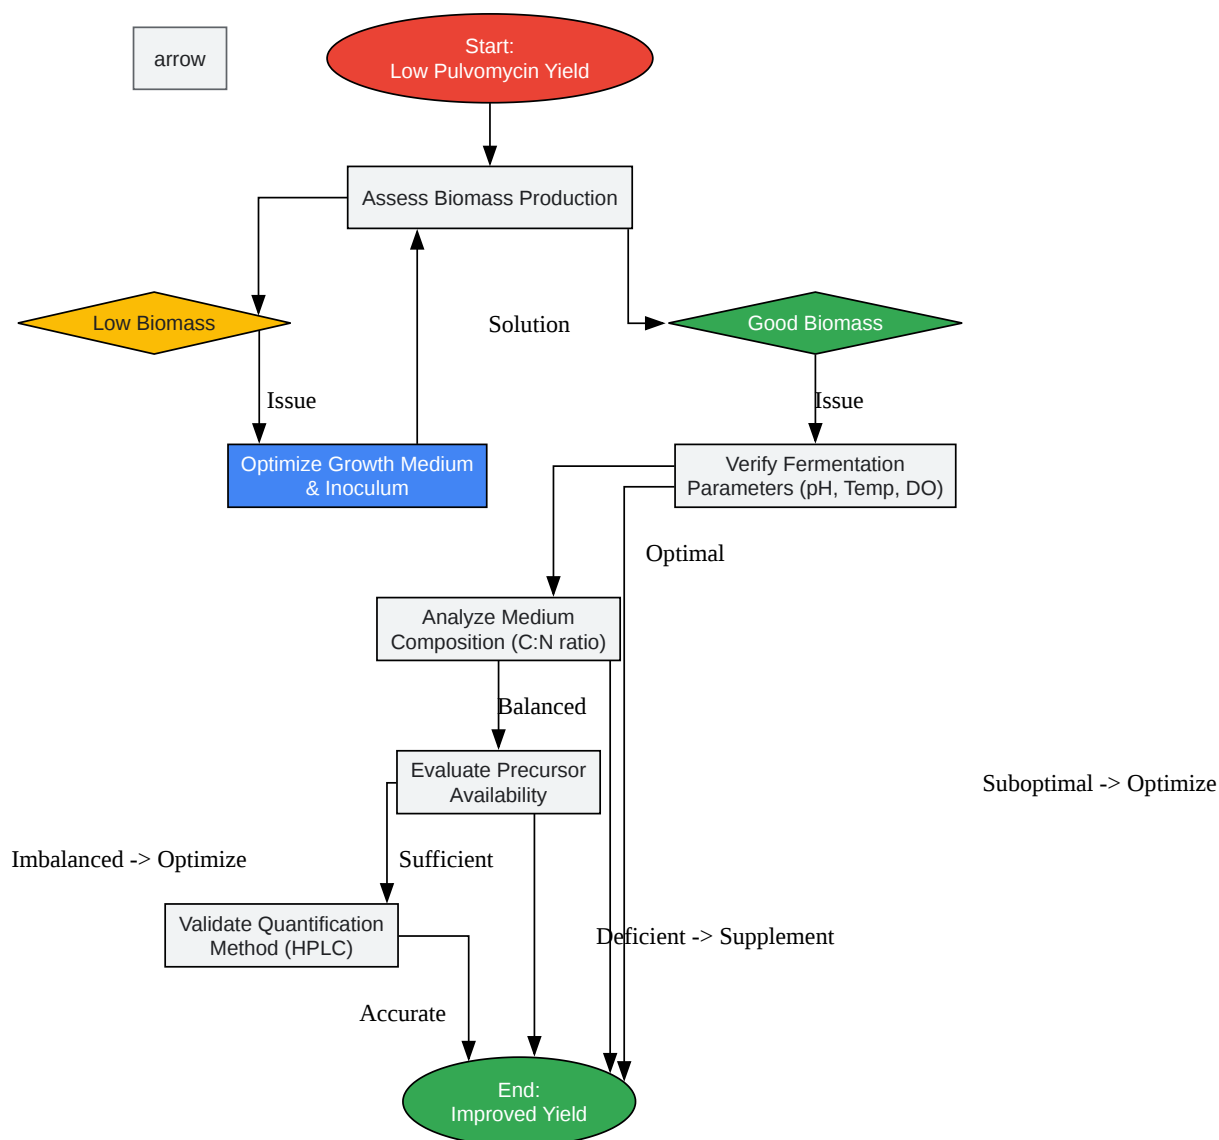 arrow
Start:
Low Pulvomycin Yield
Assess Biomass Production
Low Biomass
Solution
Good Biomass
Issue
Issue
Optimize Growth Medium
& Inoculum
Verify Fermentation
Parameters (pH, Temp, DO)
Optimal
Analyze Medium
Composition (C:N ratio)
Balanced
Evaluate Precursor
Availability
Suboptimal -> Optimize
Imbalanced -> Optimize
Sufficient
Validate Quantification
Method (HPLC)
Deficient -> Supplement
Accurate
End:
Improved Yield